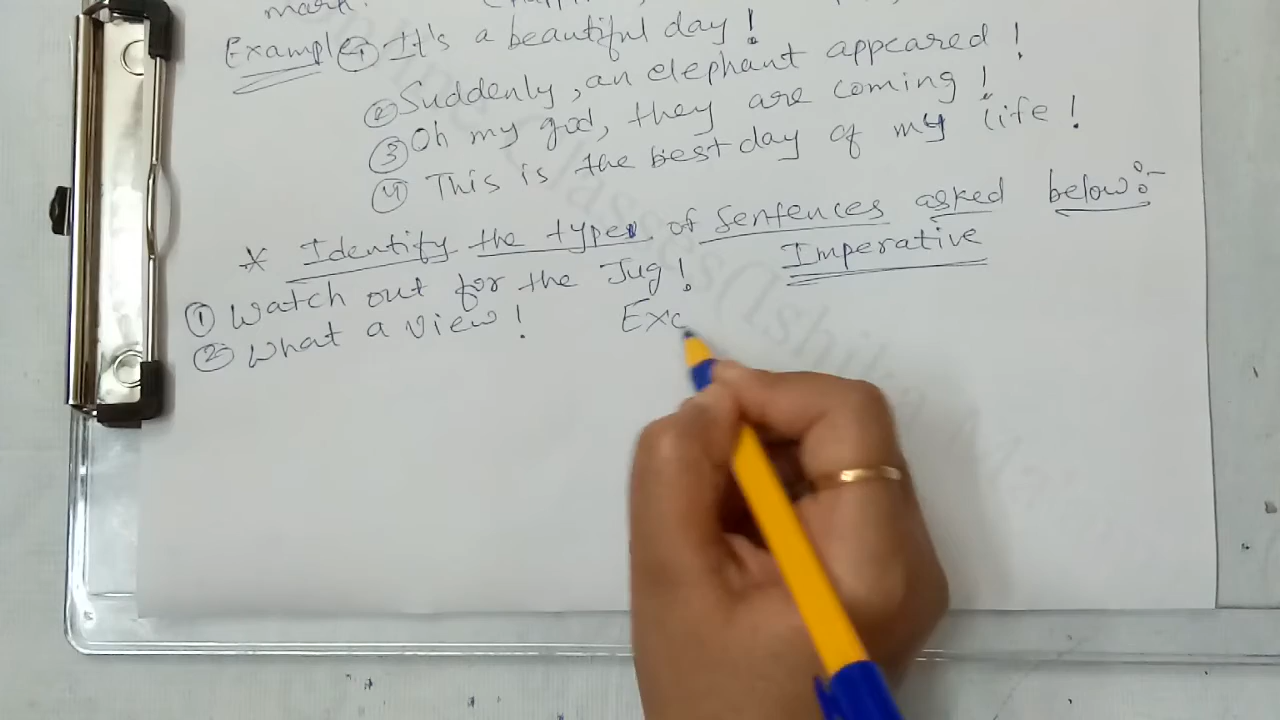 mark.
Example ① It's a beautiful day!
② Suddenly, an elephant appeared!
③ Oh my god, they are coming!
④ This is the best day of my life!
* Identify the types of sentences asked below:-
① Watch out for the Jug! Imperative
② What a view! Exc